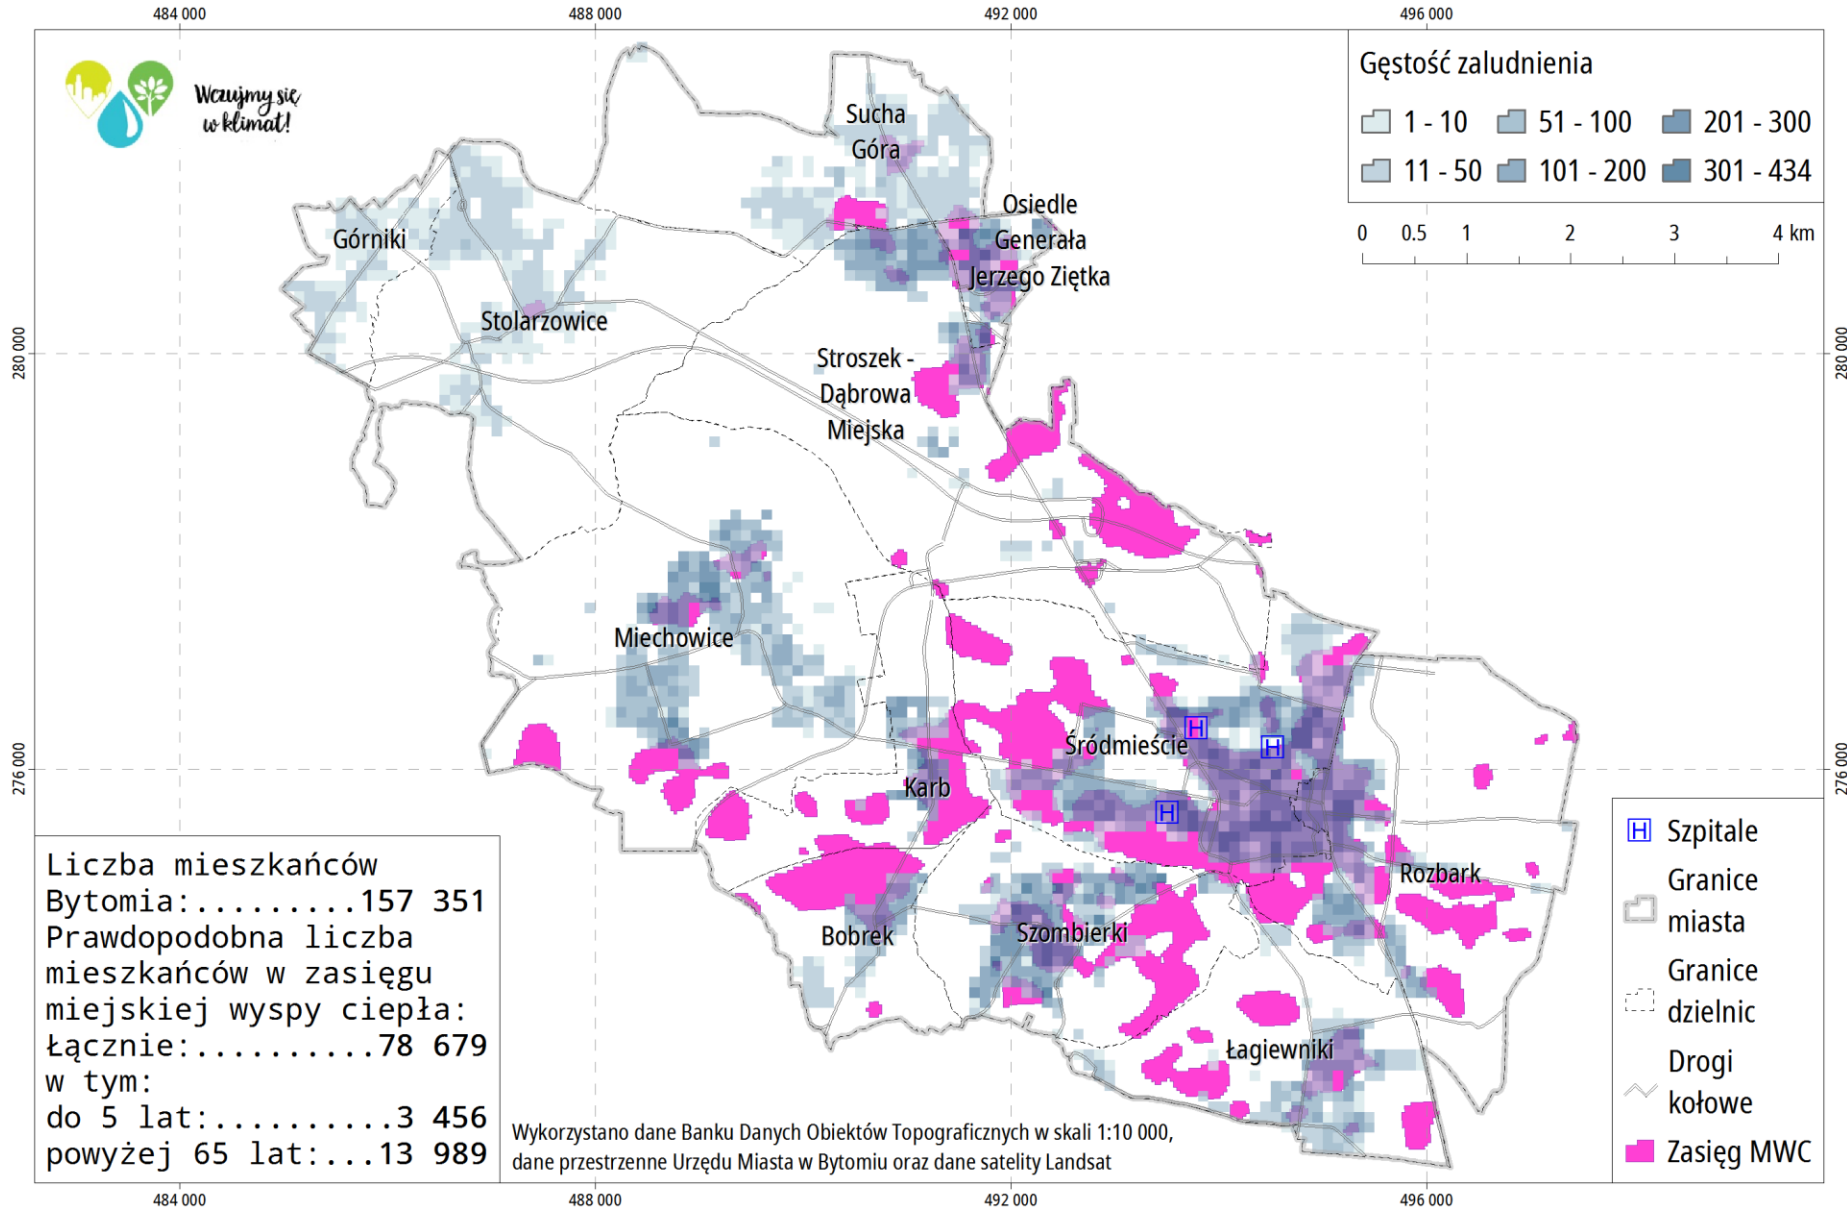 484 000
488 000
492 000
496 000
Wczujmy się
w klimat!
Gęstość zaludnienia
1 - 10
51 - 100
201 - 300
11 - 50
101 - 200
301 - 434
0
0.5
1
2
3
4 km
Sucha
Góra
Osiedle
Generała
Jerzego Ziętka
Górniki
Stolarzowice
280 000
280 000
Stroszek -
Dąbrowa
Miejska
Miechowice
Śródmieście
H
H
H
276 000
276 000
Karb
Rozbark
Bobrek
Szombierki
Łagiewniki
Liczba mieszkańców
Bytomia:.........157 351
Prawdopodobna liczba
mieszkańców w zasięgu
miejskiej wyspy ciepła:
Łącznie:..........78 679
w tym:
do 5 lat:..........3 456
powyżej 65 lat:...13 989
Wykorzystano dane Banku Danych Obiektów Topograficznych w skali 1:10 000,
dane przestrzenne Urzędu Miasta w Bytomiu oraz dane satelity Landsat
H Szpitale
Granice
miasta
Granice
dzielnic
Drogi
kołowe
Zasięg MWC
484 000
488 000
492 000
496 000